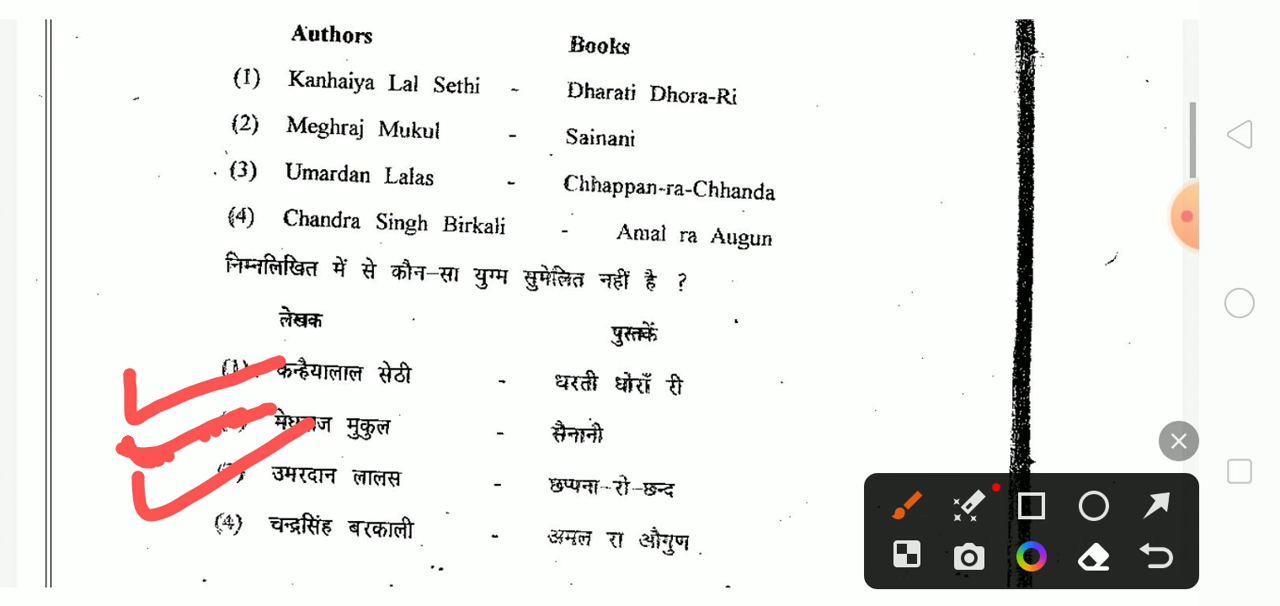 Authors Books
(1) Kanhaiya Lal Sethi - Dharati Dhora-Ri
(2) Meghraj Mukul - Sainani
(3) Umardan Lalas - Chhappan-ra-Chhanda
(4) Chandra Singh Birkali - Amal ra Augun
निम्नलिखित में से कौन-सा युग्म सुमेलित नहीं है ?
लेखक पुस्तकें
(1) कन्हैयालाल सेठी - धरती धोराँ री
मेघराज मुकुल - सैनानी
उमरदान लालस - छप्पना-रो-छन्द
(4) चन्द्रसिंह बरकाली - अमल रा औगुण